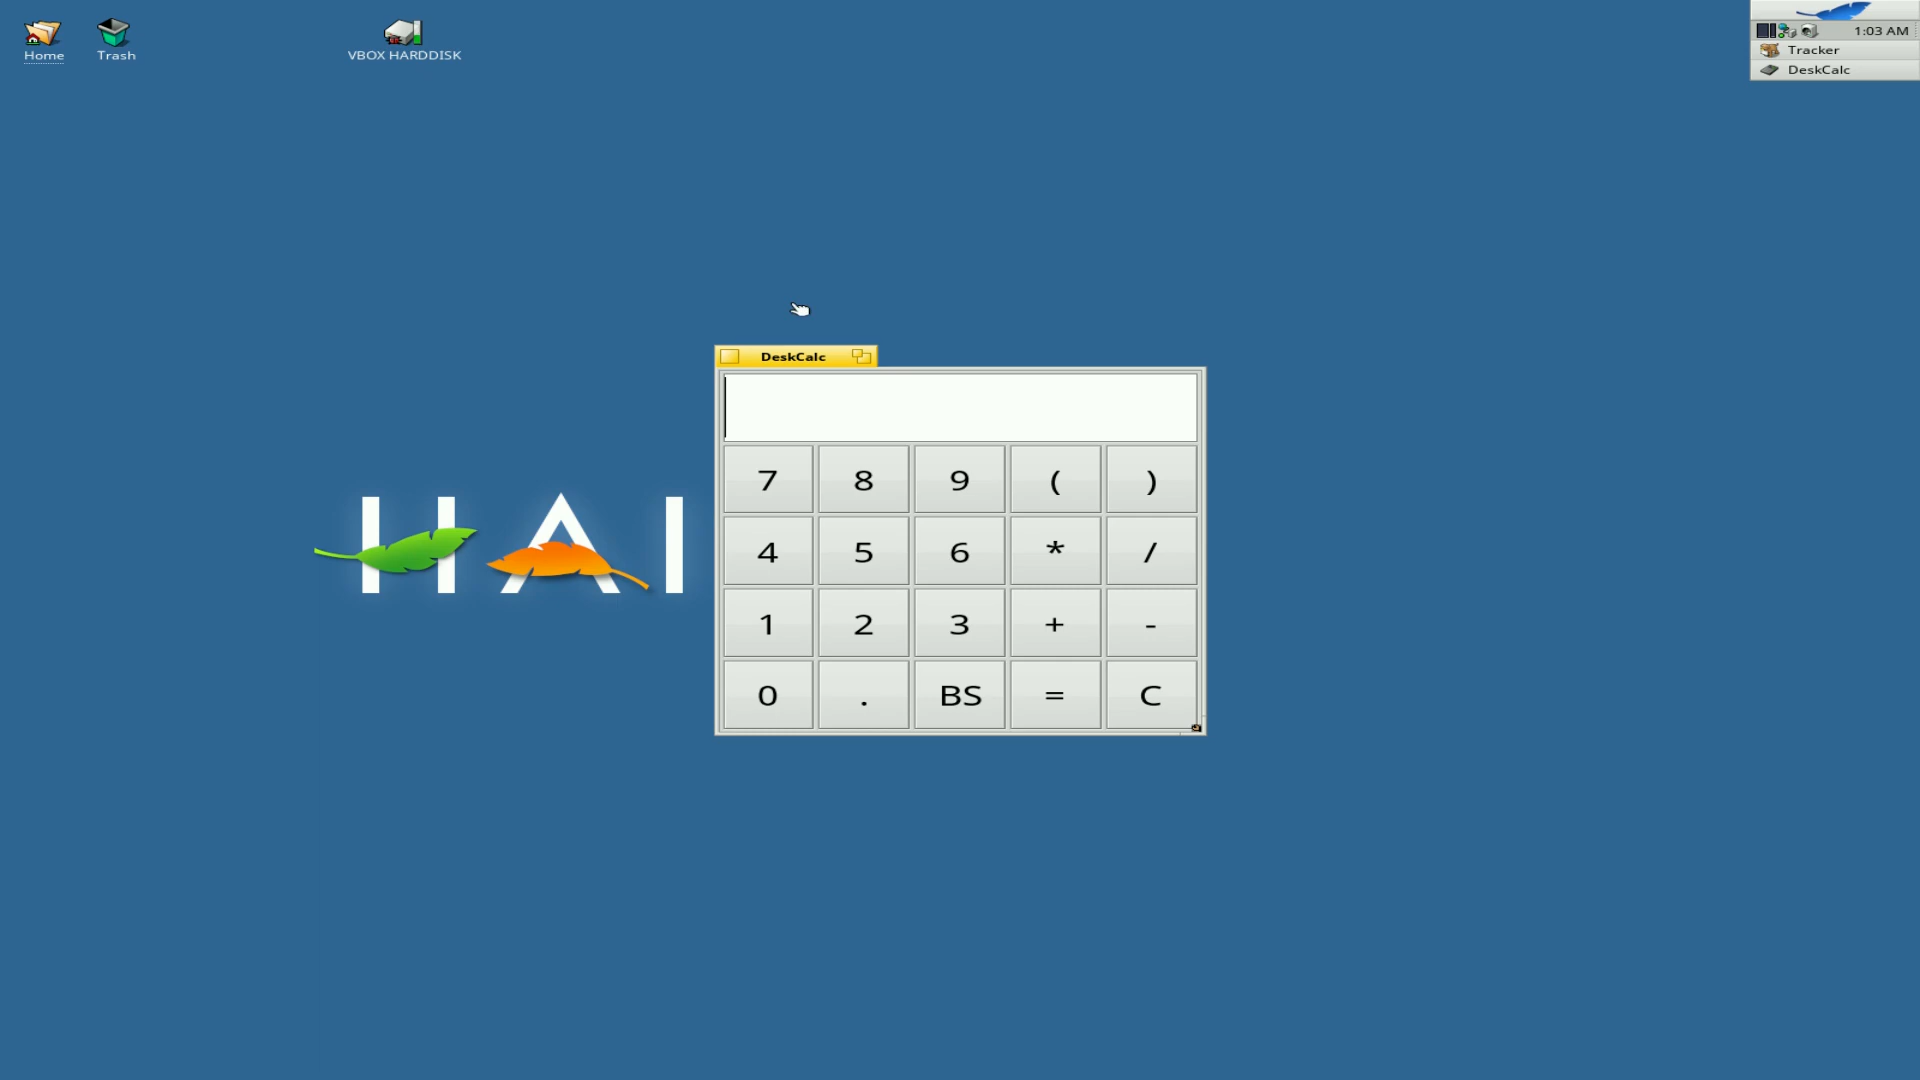 Home
Trash
VBOX HARDDISK
1:03 AM
Tracker
DeskCalc
DeskCalc
7 8 9 ( )
4 5 6 * /
1 2 3 + -
0 . BS = C
HAI